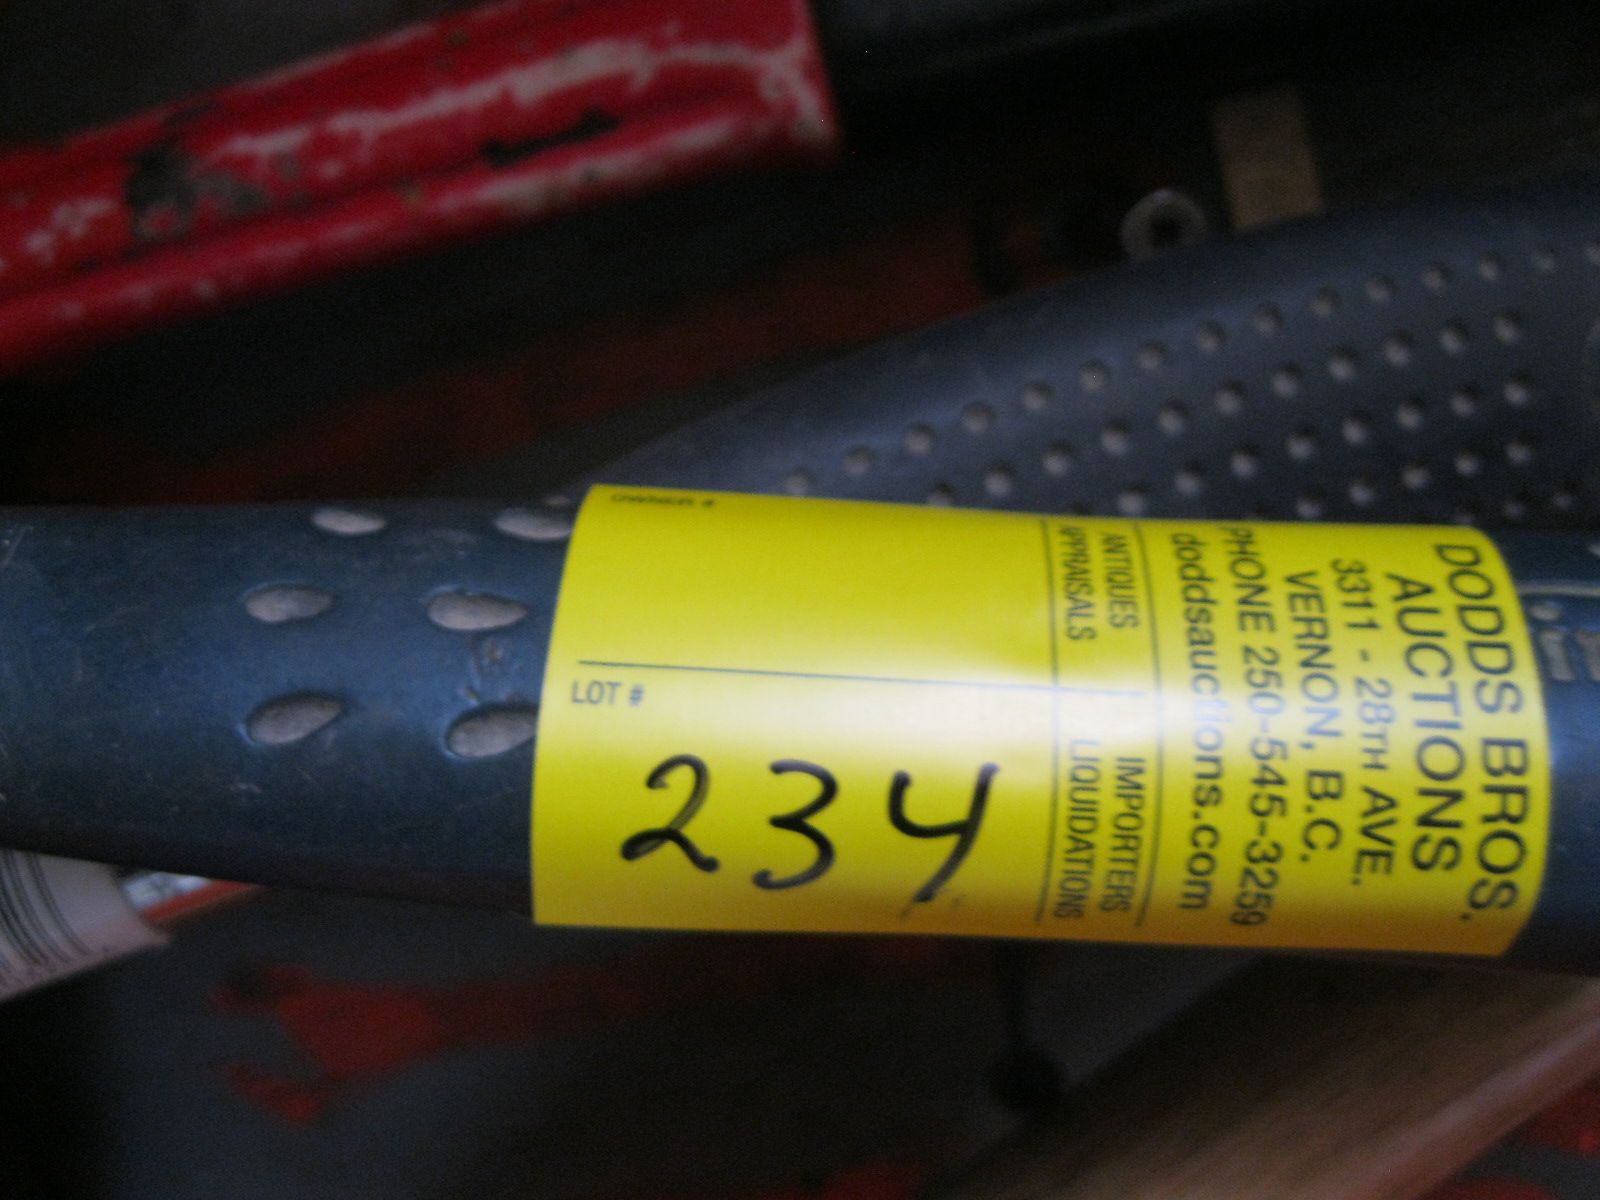 DODDS BROS.
AUCTIONS
3311 - 28TH AVE.
VERNON, B.C.
PHONE 250-545-3259
doddsauctions.com
ANTIQUES IMPORTERS
APPRAISALS LIQUIDATIONS
OWNER #
LOT #
234